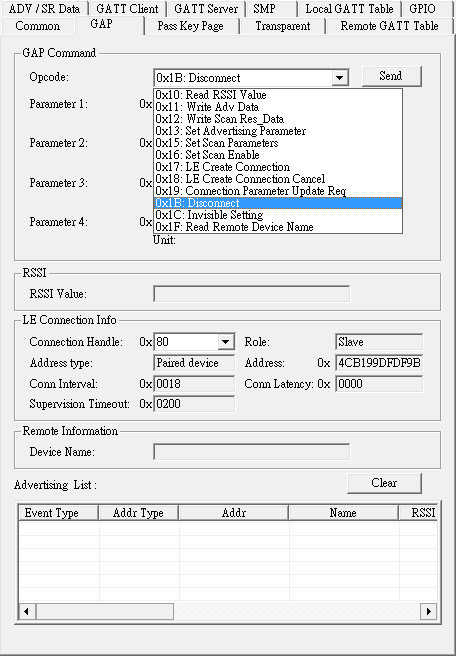 ADV / SR Data GATT Client GATT Server SMP Local GATT Table GPIO
Common GAP Pass Key Page Transparent Remote GATT Table
GAP Command
Opcode: 0x1B: Disconnect Send
0x10: Read RSSI Value
Parameter 1: 0x 0x11: Write Adv Data
0x12: Write Scan Res_Data
0x13: Set Advertising Parameter
Parameter 2: 0x 0x15: Set Scan Parameters
0x16: Set Scan Enable
0x17: LE Create Connection
Parameter 3: 0x 0x18: LE Create Connection Cancel
0x19: Connection Parameter Update Req
0x1B: Disconnect
Parameter 4: 0x 0x1C: Invisible Setting
0x1F: Read Remote Device Name
Unit:
RSSI
RSSI Value:
LE Connection Info
Connection Handle: 0x 80 Role: Slave
Address type: Paired device Address: 0x 4CB199DFDF9B
Conn Interval: 0x 0018 Conn Latency: 0x 0000
Supervision Timeout: 0x 0200
Remote Information
Device Name:
Advertising List : Clear
Event Type Addr Type Addr Name RSSI